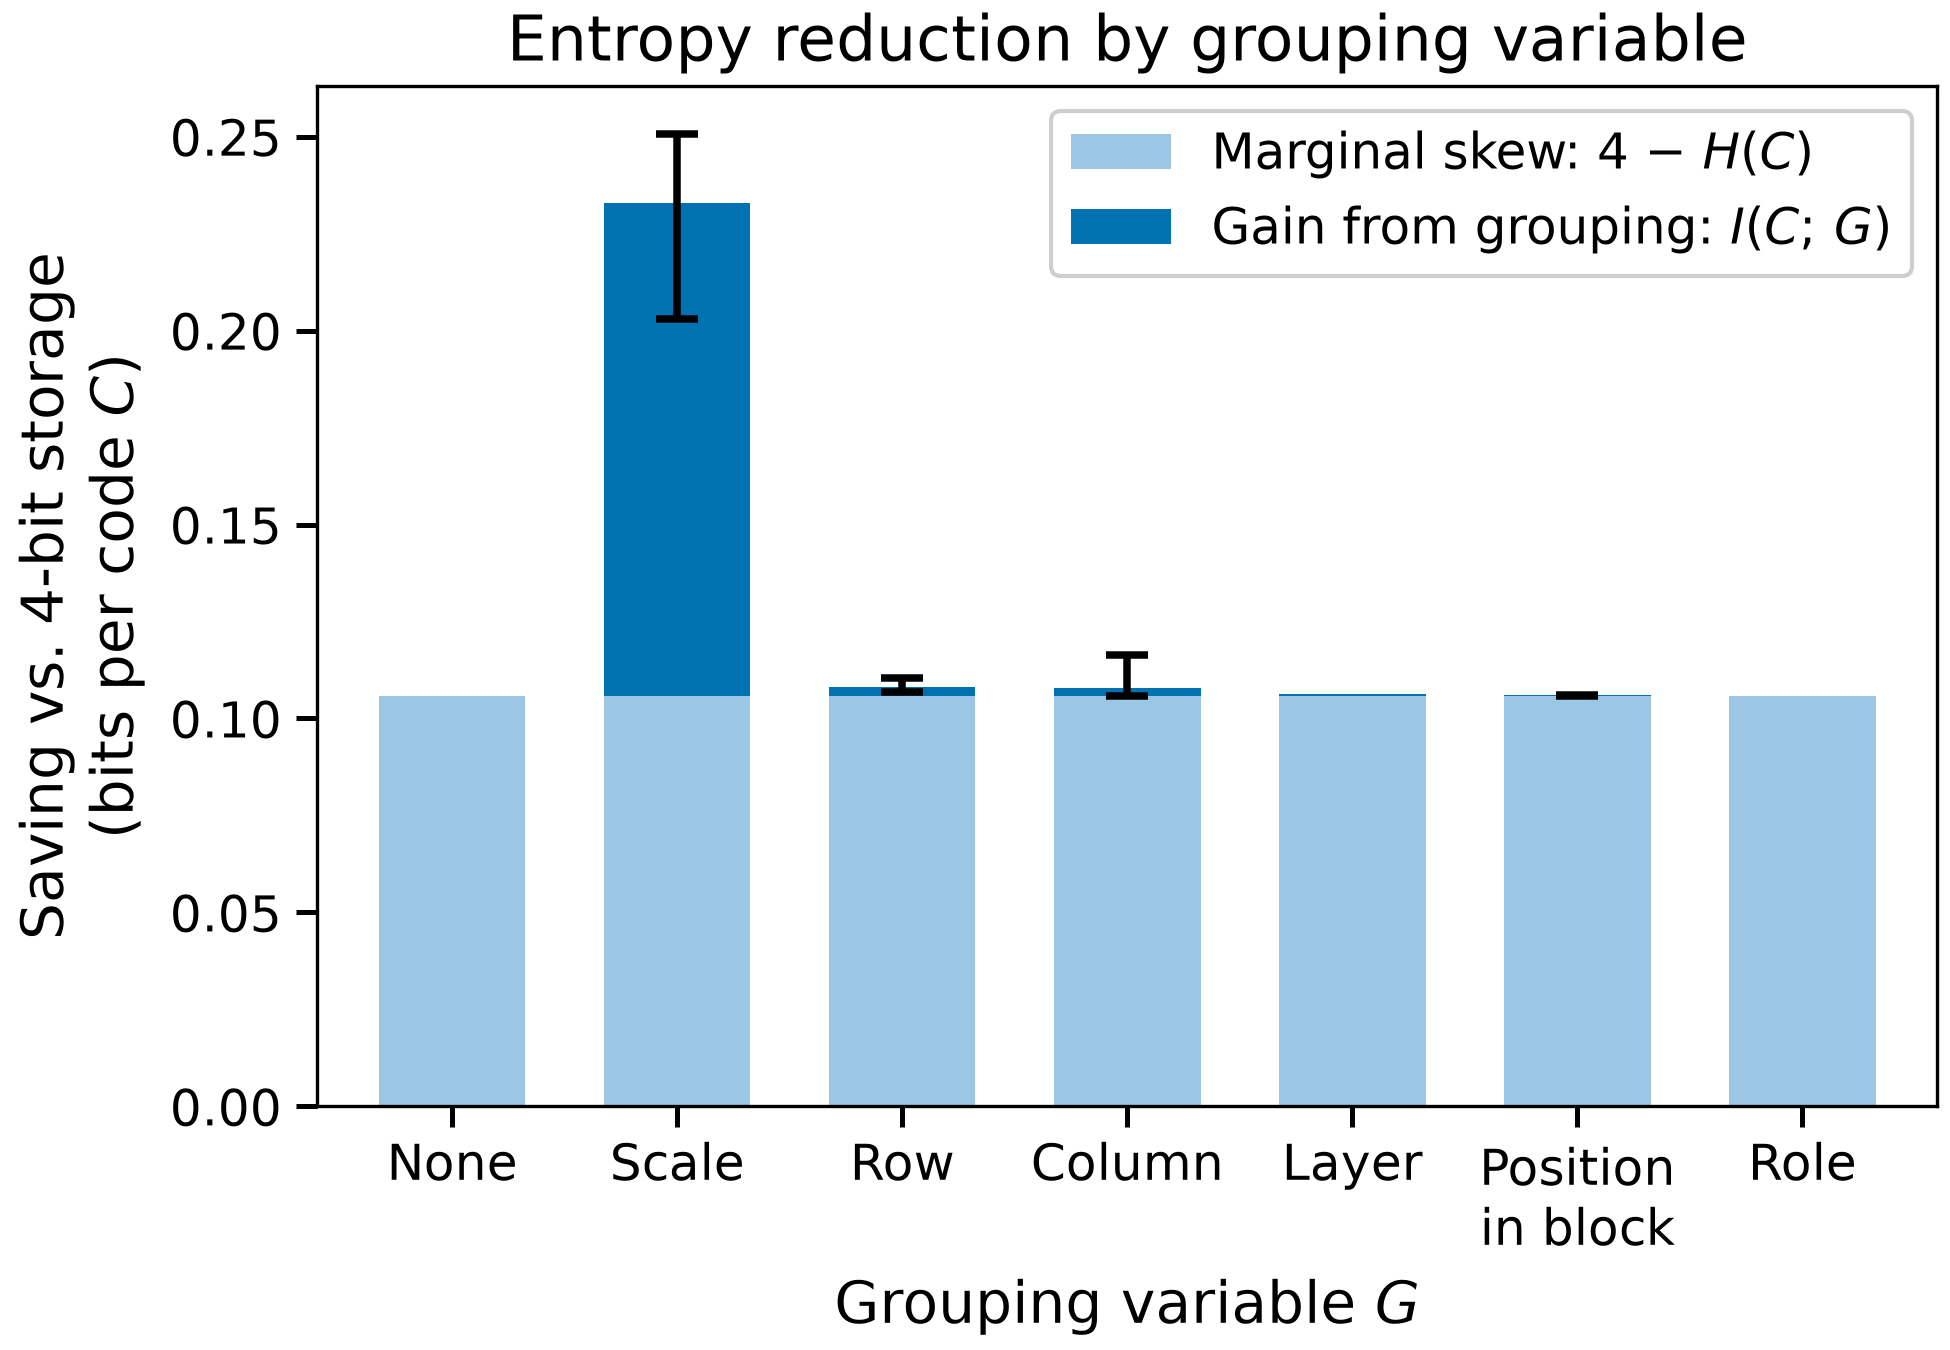 Entropy reduction by grouping variable
Marginal skew: 4 − H(C)
Gain from grouping: I(C; G)
Saving vs. 4-bit storage
(bits per code C)
0.25
0.20
0.15
0.10
0.05
0.00
None
Scale
Row
Column
Layer
Position
in block
Role
Grouping variable G